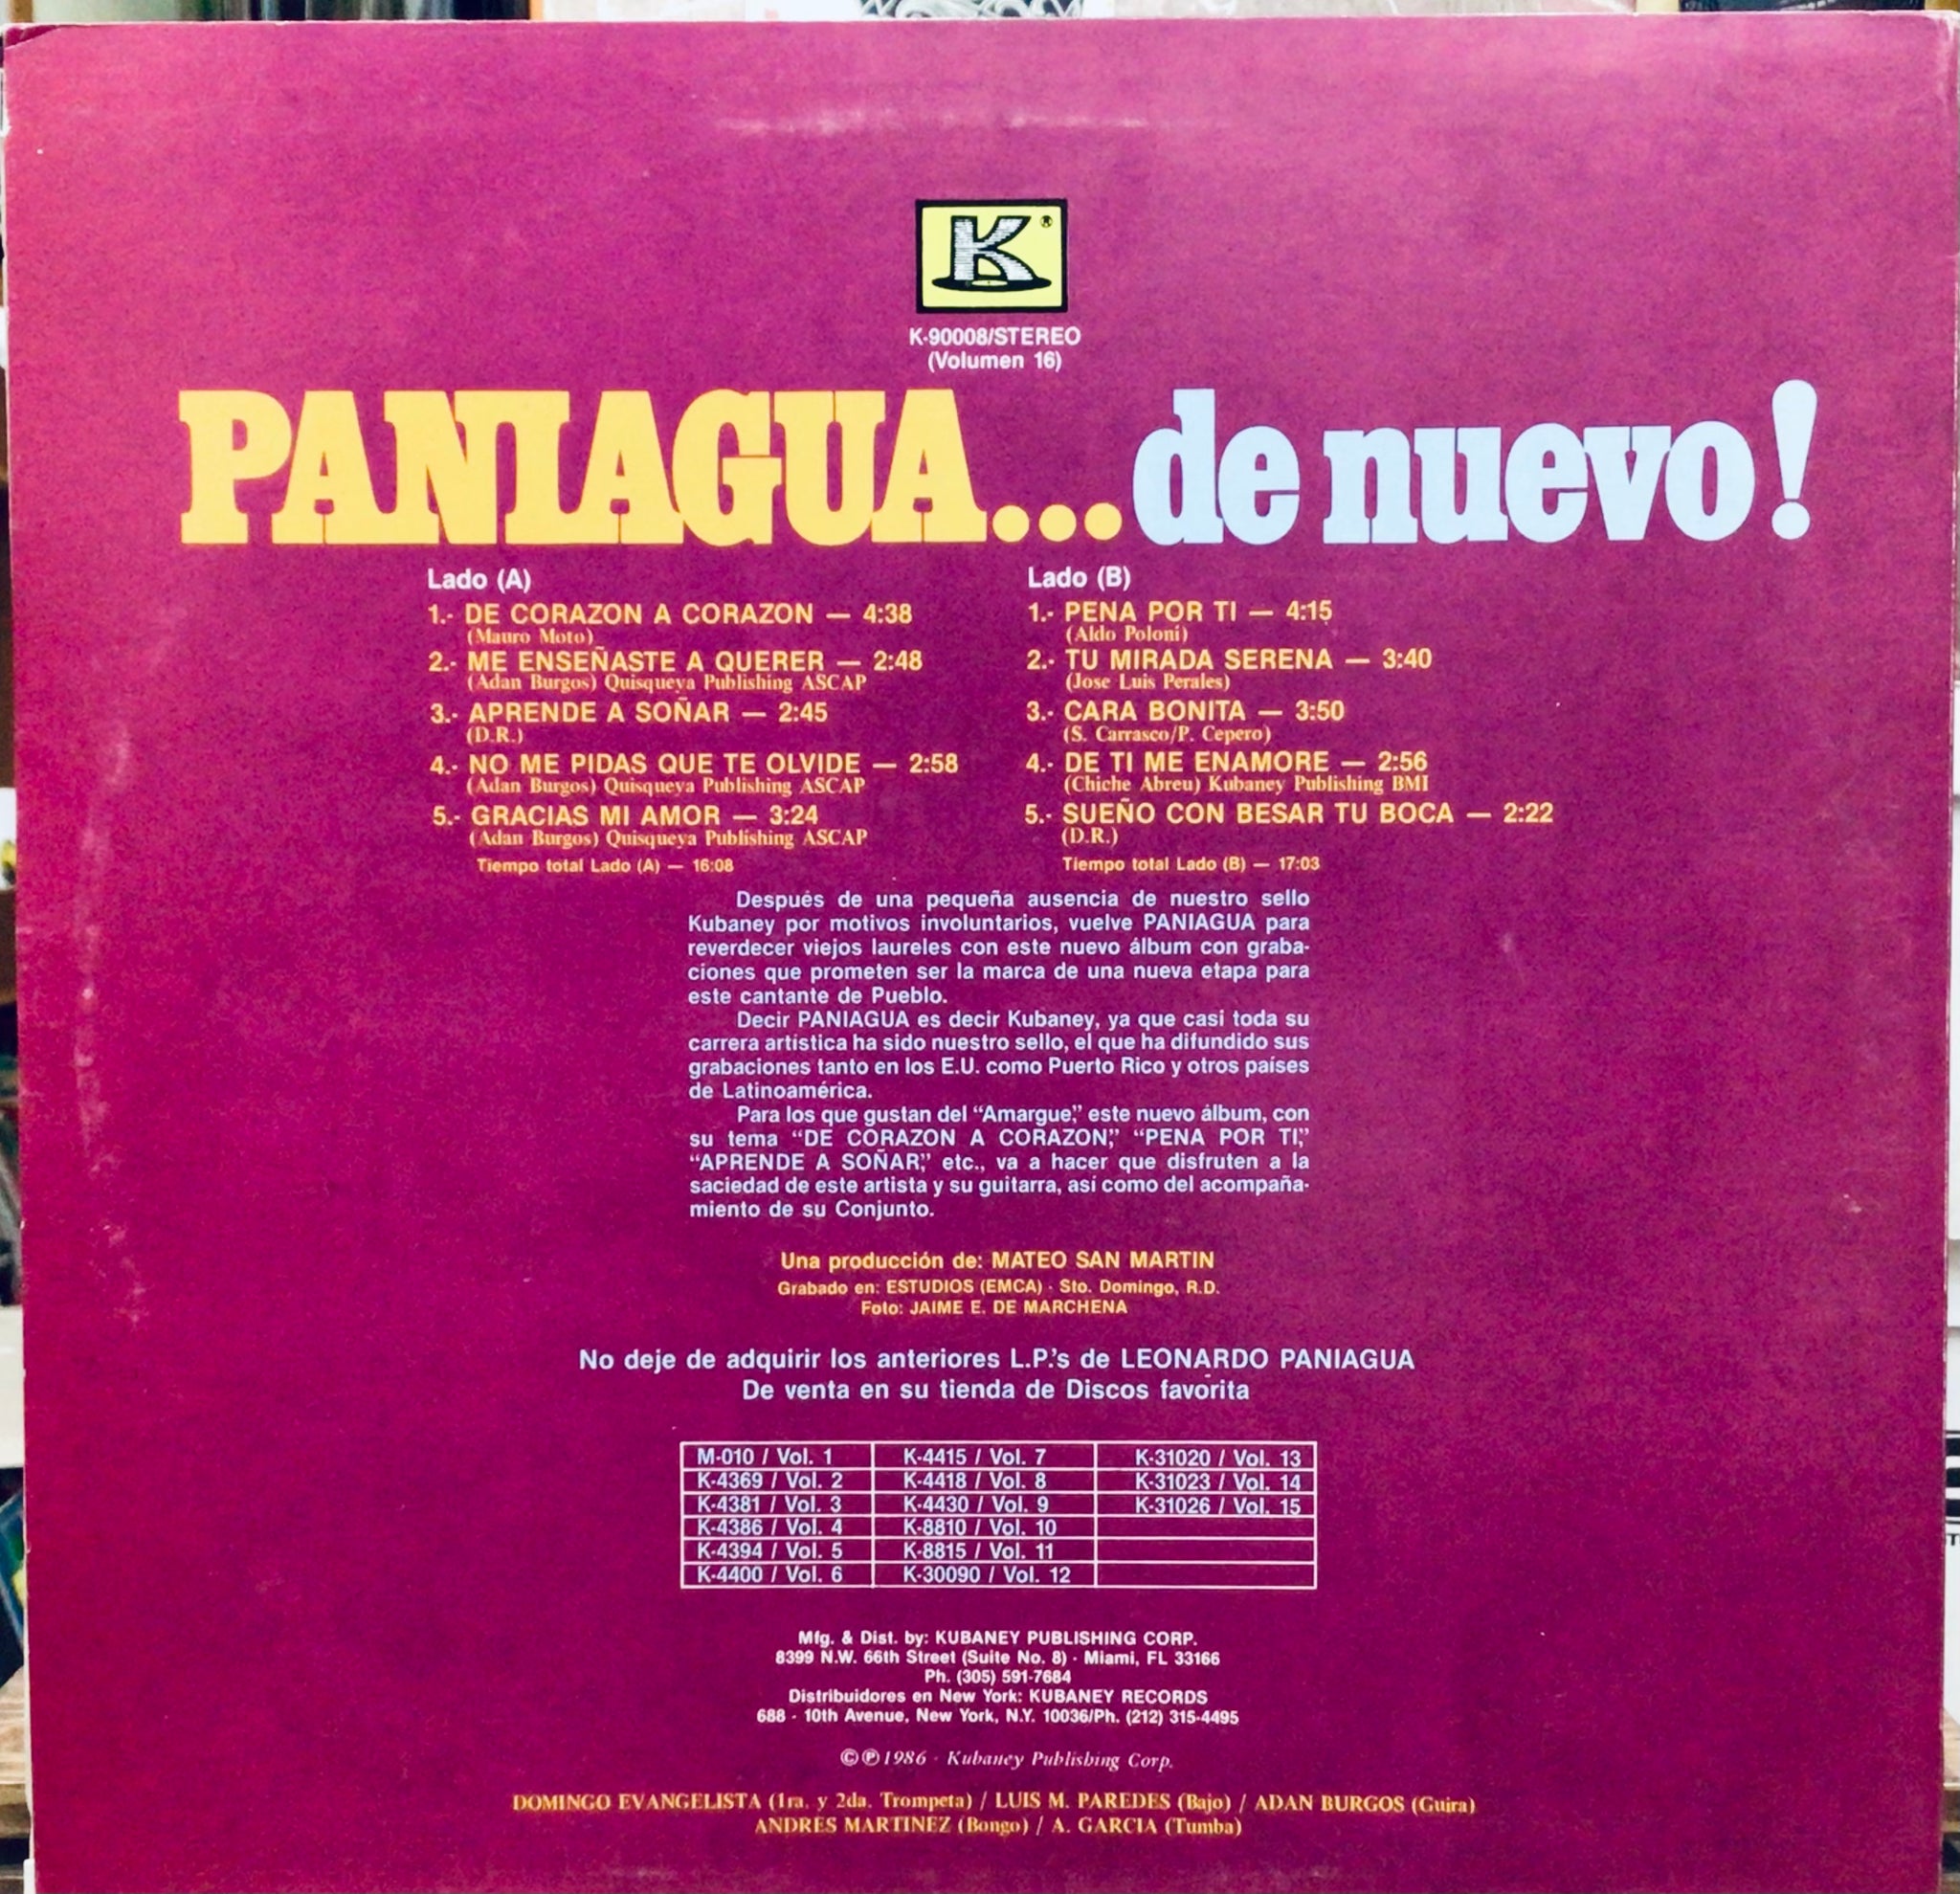 K ®
K-90008/STEREO
(Volumen 16)
PANIAGUA...de nuevo!
Lado (A)
1.- DE CORAZON A CORAZON — 4:38
(Mauro Moto)
2.- ME ENSEÑASTE A QUERER — 2:48
(Adan Burgos) Quisqueya Publishing ASCAP
3.- APRENDE A SOÑAR — 2:45
(D.R.)
4.- NO ME PIDAS QUE TE OLVIDE — 2:58
(Adan Burgos) Quisqueya Publishing ASCAP
5.- GRACIAS MI AMOR — 3:24
(Adan Burgos) Quisqueya Publishing ASCAP
Tiempo total Lado (A) — 16:08
Lado (B)
1.- PENA POR TI — 4:15
(Aldo Poloni)
2.- TU MIRADA SERENA — 3:40
(Jose Luis Perales)
3.- CARA BONITA — 3:50
(S. Carrasco/P. Cepero)
4.- DE TI ME ENAMORE — 2:56
(Chiche Abreu) Kubaney Publishing BMI
5.- SUEÑO CON BESAR TU BOCA — 2:22
(D.R.)
Tiempo total Lado (B) — 17:03
Después de una pequeña ausencia de nuestro sello
Kubaney por motivos involuntarios, vuelve PANIAGUA para
reverdecer viejos laureles con este nuevo álbum con graba-
ciones que prometen ser la marca de una nueva etapa para
este cantante de Pueblo.
Decir PANIAGUA es decir Kubaney, ya que casi toda su
carrera artística ha sido nuestro sello, el que ha difundido sus
grabaciones tanto en los E.U. como Puerto Rico y otros países
de Latinoamérica.
Para los que gustan del “Amargue,” este nuevo álbum, con
su tema “DE CORAZON A CORAZON,” “PENA POR TI,”
“APRENDE A SOÑAR,” etc., va a hacer que disfruten a la
saciedad de este artista y su guitarra, así como del acompaña-
miento de su Conjunto.
Una producción de: MATEO SAN MARTIN
Grabado en: ESTUDIOS (EMCA) - Sto. Domingo, R.D.
Foto: JAIME E. DE MARCHENA
No deje de adquirir los anteriores L.P.'s de LEONARDO PANIAGUA
De venta en su tienda de Discos favorita
M-010 / Vol. 1 K-4415 / Vol. 7 K-31020 / Vol. 13
K-4369 / Vol. 2 K-4418 / Vol. 8 K-31023 / Vol. 14
K-4381 / Vol. 3 K-4430 / Vol. 9 K-31026 / Vol. 15
K-4386 / Vol. 4 K-8810 / Vol. 10
K-4394 / Vol. 5 K-8815 / Vol. 11
K-4400 / Vol. 6 K-30090 / Vol. 12
Mfg. & Dist. by: KUBANEY PUBLISHING CORP.
8399 N.W. 66th Street (Suite No. 8) - Miami, FL 33166
Ph. (305) 591-7684
Distribuidores en New York: KUBANEY RECORDS
688 - 10th Avenue, New York, N.Y. 10036/Ph. (212) 315-4495
©℗1986 - Kubaney Publishing Corp.
DOMINGO EVANGELISTA (1ra. y 2da. Trompeta) / LUIS M. PAREDES (Bajo) / ADAN BURGOS (Guira)
ANDRES MARTINEZ (Bongo) / A. GARCIA (Tumba)